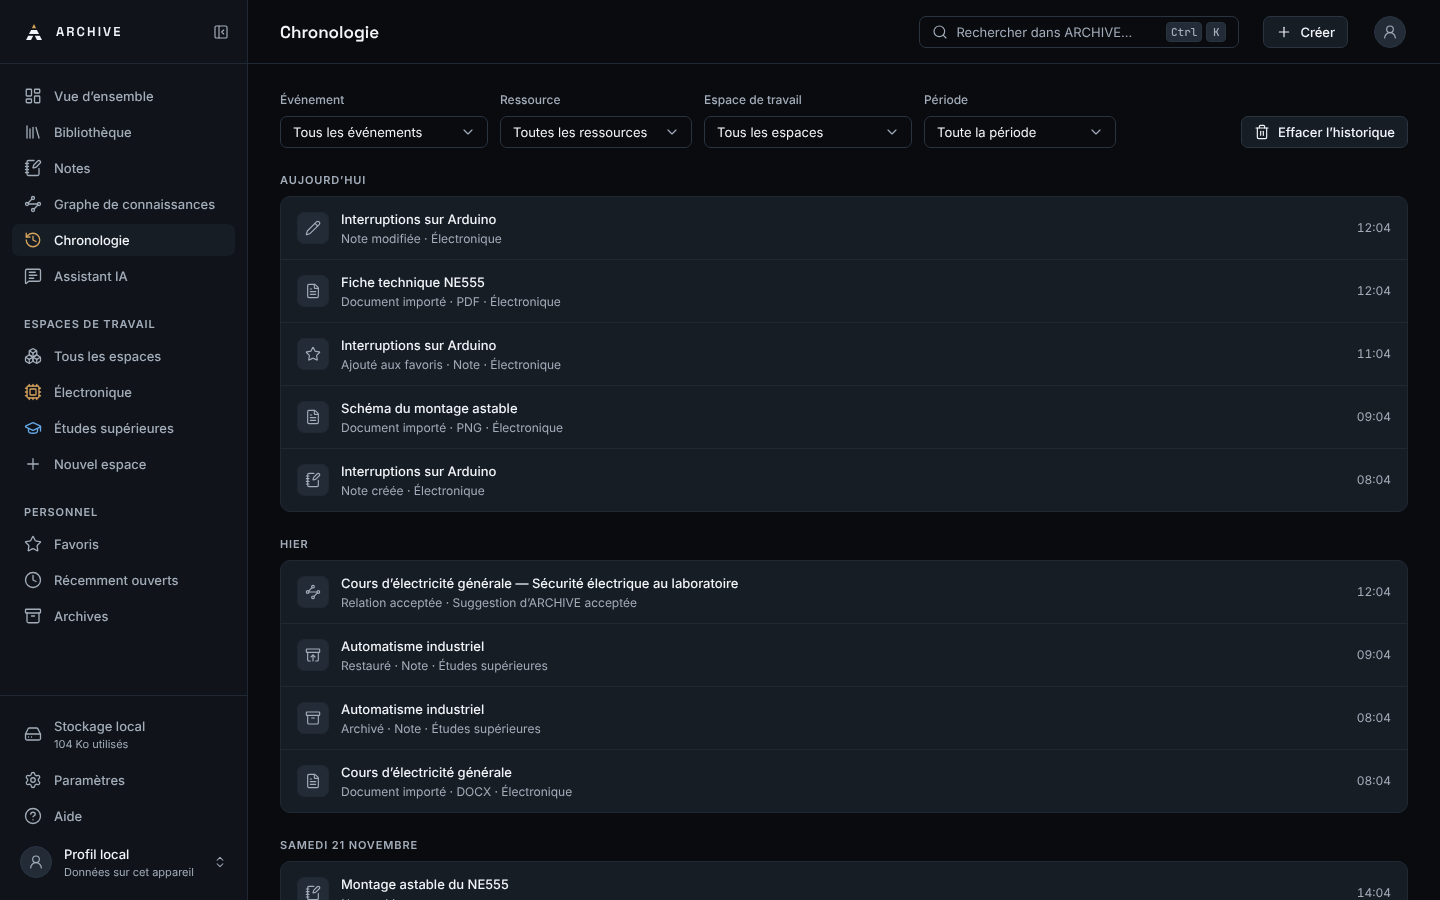 ARCHIVE
Chronologie
Rechercher dans ARCHIVE...
Ctrl
K
Créer
Vue d’ensemble
Bibliothèque
Notes
Graphe de connaissances
Chronologie
Assistant IA
ESPACES DE TRAVAIL
Tous les espaces
Électronique
Études supérieures
Nouvel espace
PERSONNEL
Favoris
Récemment ouverts
Archives
Stockage local
104 Ko utilisés
Paramètres
Aide
Profil local
Données sur cet appareil
Événement
Ressource
Espace de travail
Période
Tous les événements
Toutes les ressources
Tous les espaces
Toute la période
Effacer l’historique
AUJOURD’HUI
Interruptions sur Arduino
Note modifiée · Électronique
12:04
Fiche technique NE555
Document importé · PDF · Électronique
12:04
Interruptions sur Arduino
Ajouté aux favoris · Note · Électronique
11:04
Schéma du montage astable
Document importé · PNG · Électronique
09:04
Interruptions sur Arduino
Note créée · Électronique
08:04
HIER
Cours d’électricité générale — Sécurité électrique au laboratoire
Relation acceptée · Suggestion d’ARCHIVE acceptée
12:04
Automatisme industriel
Restauré · Note · Études supérieures
09:04
Automatisme industriel
Archivé · Note · Études supérieures
08:04
Cours d’électricité générale
Document importé · DOCX · Électronique
08:04
SAMEDI 21 NOVEMBRE
Montage astable du NE555
14:04